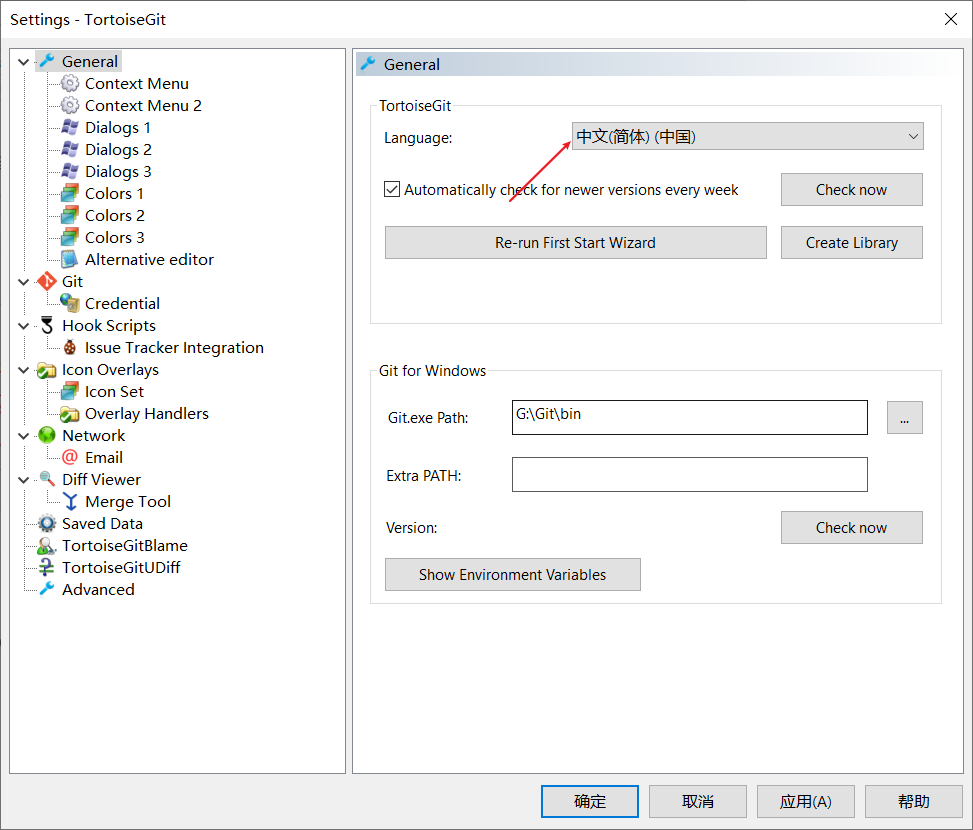 Settings - TortoiseGit
General
Context Menu
Context Menu 2
Dialogs 1
Dialogs 2
Dialogs 3
Colors 1
Colors 2
Colors 3
Alternative editor
Git
Credential
Hook Scripts
Issue Tracker Integration
Icon Overlays
Icon Set
Overlay Handlers
Network
Email
Diff Viewer
Merge Tool
Saved Data
TortoiseGitBlame
TortoiseGitUDiff
Advanced
General
TortoiseGit
Language: 中文(简体) (中国)
Automatically check for newer versions every week Check now
Re-run First Start Wizard Create Library
Git for Windows
Git.exe Path: G:\Git\bin ...
Extra PATH:
Version: Check now
Show Environment Variables
确定 取消 应用(A) 帮助